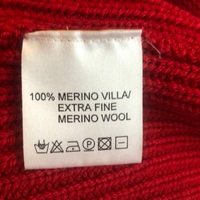 100% MERINO VILLA/
EXTRA FINE
MERINO WOOL